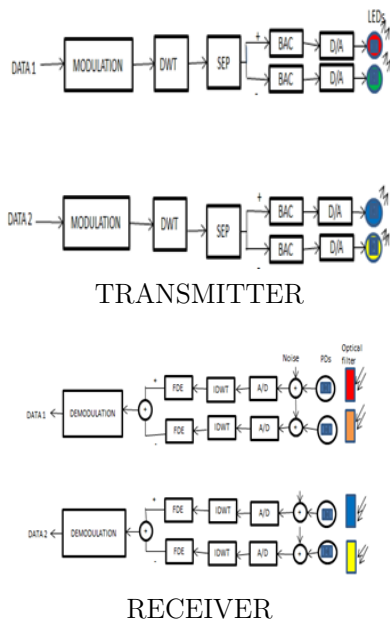 LEDs
DATA 1 MODULATION DWT SEP + BAC D/A
- BAC D/A
DATA 2 MODULATION DWT SEP + BAC D/A
- BAC D/A
TRANSMITTER
Noise PDs Optical
filter
+ FDE IDWT A/D +
DATA 1 DEMODULATION +
- FDE IDWT A/D +
+ FDE IDWT A/D +
DATA 2 DEMODULATION +
- FDE IDWT A/D +
RECEIVER